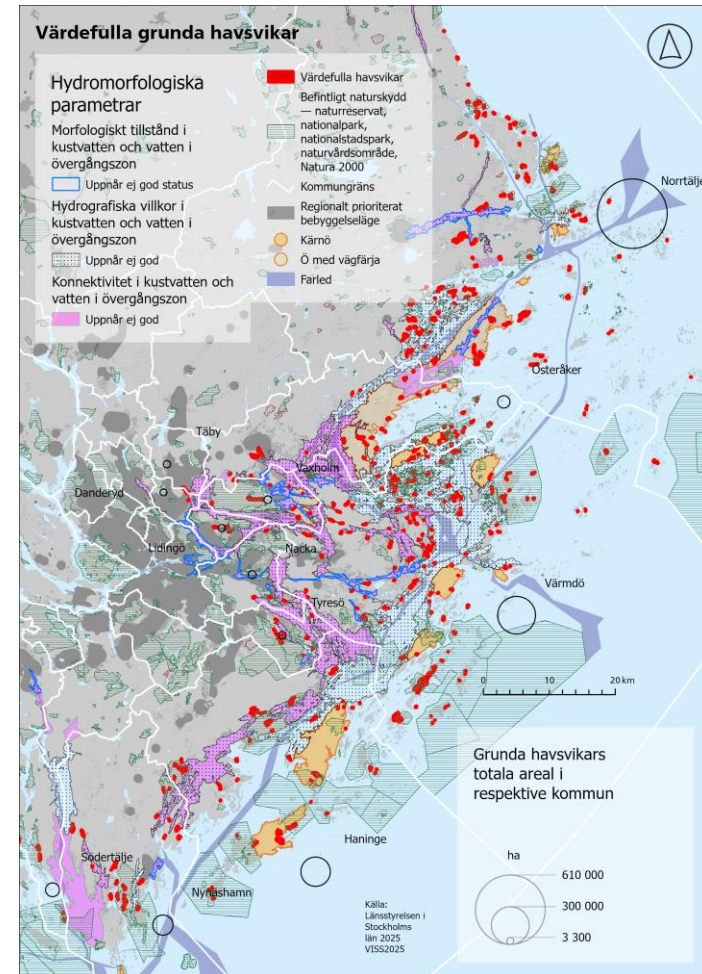 Värdefulla grunda havsvikar
Hydromorfologiska
parametrar
Morfologiskt tillstånd i
kustvatten och vatten i
övergångszon
Uppnår ej god status
Hydrografiska villkor i
kustvatten och vatten i
övergångszon
Uppnår ej god
Konnektivitet i kustvatten och
vatten i övergångszon
Uppnår ej god
Värdefulla havsvikar
Befintligt naturskydd
— naturreservat,
nationalpark,
nationalstadspark,
naturvårdsområde,
Natura 2000
Kommungräns
Regionalt prioriterat
bebyggelseläge
Kärnö
Ö med vägfärja
Farled
Norrtälje
Österåker
Täby
Vaxholm
Danderyd
Lidingö
Nacka
Värmdö
Tyresö
0 10 20 km
Grunda havsvikars
totala areal i
respektive kommun
ha
610 000
300 000
3 300
Haninge
Södertälje
Nynäshamn
Källa:
Länsstyrelsen i
Stockholms
län 2025
VISS2025